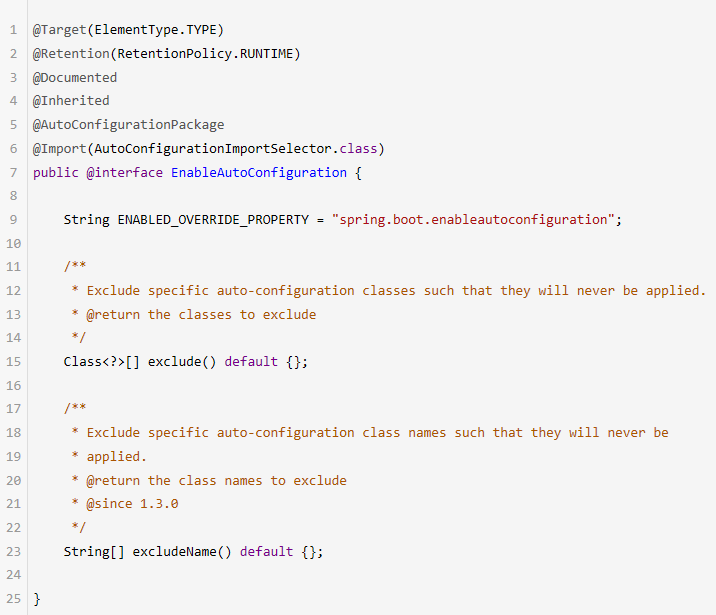 1 @Target(ElementType.TYPE)
2 @Retention(RetentionPolicy.RUNTIME)
3 @Documented
4 @Inherited
5 @AutoConfigurationPackage
6 @Import(AutoConfigurationImportSelector.class)
7 public @interface EnableAutoConfiguration {
8
9     String ENABLED_OVERRIDE_PROPERTY = "spring.boot.enableautoconfiguration";
10
11     /**
12      * Exclude specific auto-configuration classes such that they will never be applied.
13      * @return the classes to exclude
14      */
15     Class<?>[] exclude() default {};
16
17     /**
18      * Exclude specific auto-configuration class names such that they will never be
19      * applied.
20      * @return the class names to exclude
21      * @since 1.3.0
22      */
23     String[] excludeName() default {};
24
25 }